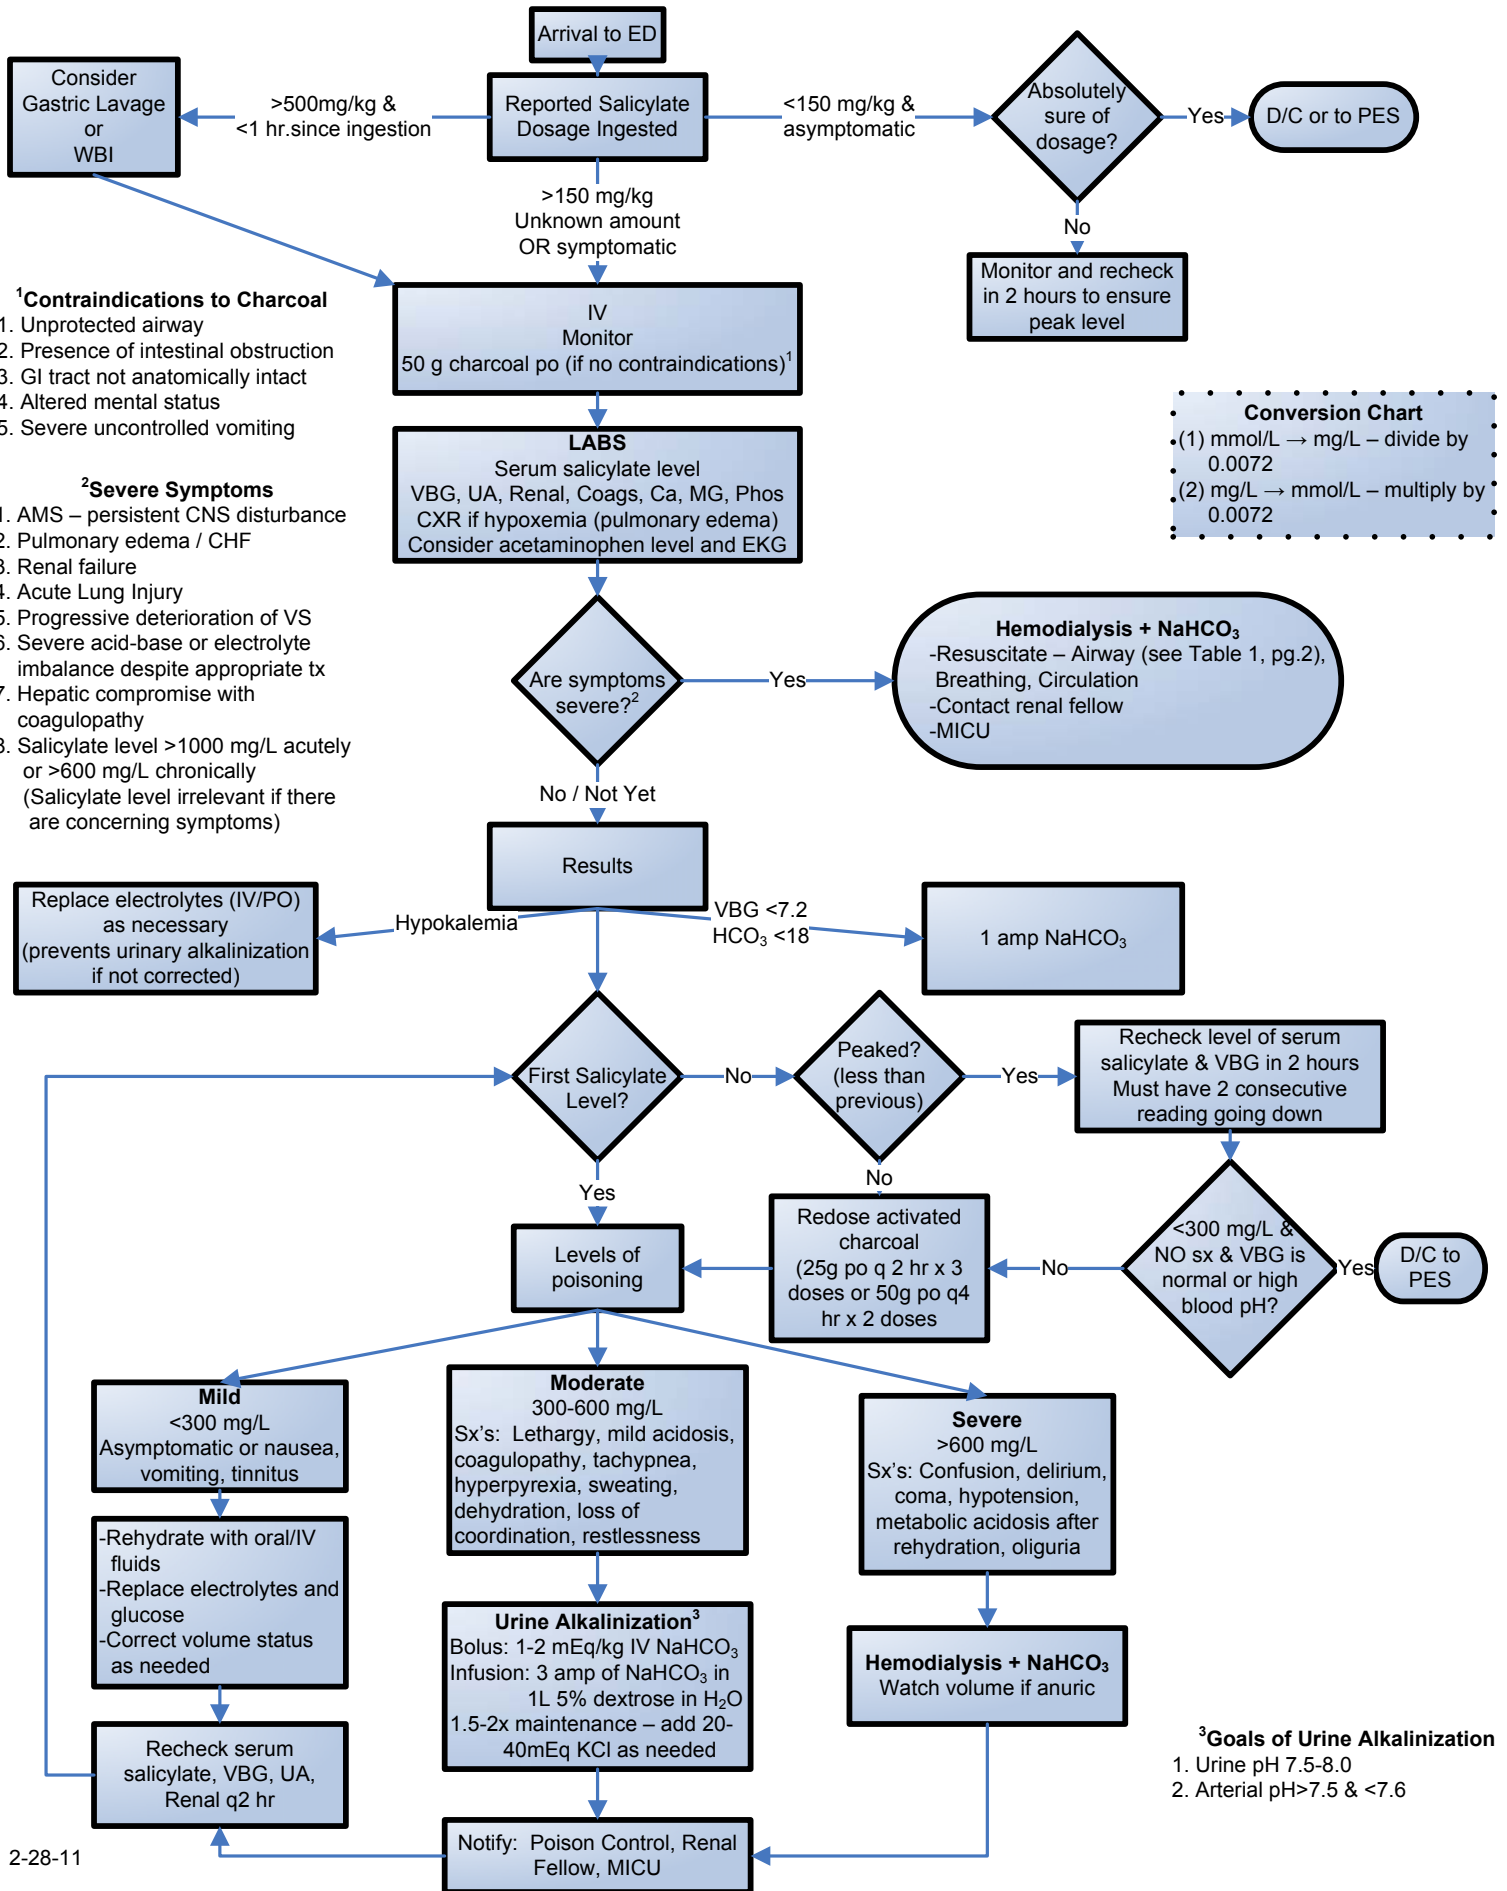 Arrival to ED
Consider
Gastric Lavage
or
WBI
>500mg/kg &
<1 hr.since ingestion
Reported Salicylate
Dosage Ingested
<150 mg/kg &
asymptomatic
Absolutely
sure of
dosage?
Yes
D/C or to PES
>150 mg/kg
Unknown amount
OR symptomatic
No
Monitor and recheck
in 2 hours to ensure
peak level
1Contraindications to Charcoal
1. Unprotected airway
2. Presence of intestinal obstruction
3. GI tract not anatomically intact
4. Altered mental status
5. Severe uncontrolled vomiting
IV
Monitor
50 g charcoal po (if no contraindications)1
Conversion Chart
(1) mmol/L → mg/L – divide by
0.0072
(2) mg/L → mmol/L – multiply by
0.0072
LABS
Serum salicylate level
VBG, UA, Renal, Coags, Ca, MG, Phos
CXR if hypoxemia (pulmonary edema)
Consider acetaminophen level and EKG
2Severe Symptoms
1. AMS – persistent CNS disturbance
2. Pulmonary edema / CHF
3. Renal failure
4. Acute Lung Injury
5. Progressive deterioration of VS
6. Severe acid-base or electrolyte
imbalance despite appropriate tx
7. Hepatic compromise with
coagulopathy
8. Salicylate level >1000 mg/L acutely
or >600 mg/L chronically
(Salicylate level irrelevant if there
are concerning symptoms)
Are symptoms
severe?2
Yes
Hemodialysis + NaHCO3
-Resuscitate – Airway (see Table 1, pg.2),
Breathing, Circulation
-Contact renal fellow
-MICU
No / Not Yet
Results
Replace electrolytes (IV/PO)
as necessary
(prevents urinary alkalinization
if not corrected)
Hypokalemia
VBG <7.2
HCO3 <18
1 amp NaHCO3
First Salicylate
Level?
No
Peaked?
(less than
previous)
Yes
Recheck level of serum
salicylate & VBG in 2 hours
Must have 2 consecutive
reading going down
Yes
No
Levels of
poisoning
Redose activated
charcoal
(25g po q 2 hr x 3
doses or 50g po q4
hr x 2 doses
No
<300 mg/L &
NO sx & VBG is
normal or high
blood pH?
Yes
D/C to
PES
Mild
<300 mg/L
Asymptomatic or nausea,
vomiting, tinnitus
Moderate
300-600 mg/L
Sx's: Lethargy, mild acidosis,
coagulopathy, tachypnea,
hyperpyrexia, sweating,
dehydration, loss of
coordination, restlessness
Severe
>600 mg/L
Sx's: Confusion, delirium,
coma, hypotension,
metabolic acidosis after
rehydration, oliguria
-Rehydrate with oral/IV
fluids
-Replace electrolytes and
glucose
-Correct volume status
as needed
Urine Alkalinization3
Bolus: 1-2 mEq/kg IV NaHCO3
Infusion: 3 amp of NaHCO3 in
1L 5% dextrose in H2O
1.5-2x maintenance – add 20-
40mEq KCl as needed
Hemodialysis + NaHCO3
Watch volume if anuric
Recheck serum
salicylate, VBG, UA,
Renal q2 hr
3Goals of Urine Alkalinization
1. Urine pH 7.5-8.0
2. Arterial pH>7.5 & <7.6
Notify: Poison Control, Renal
Fellow, MICU
2-28-11